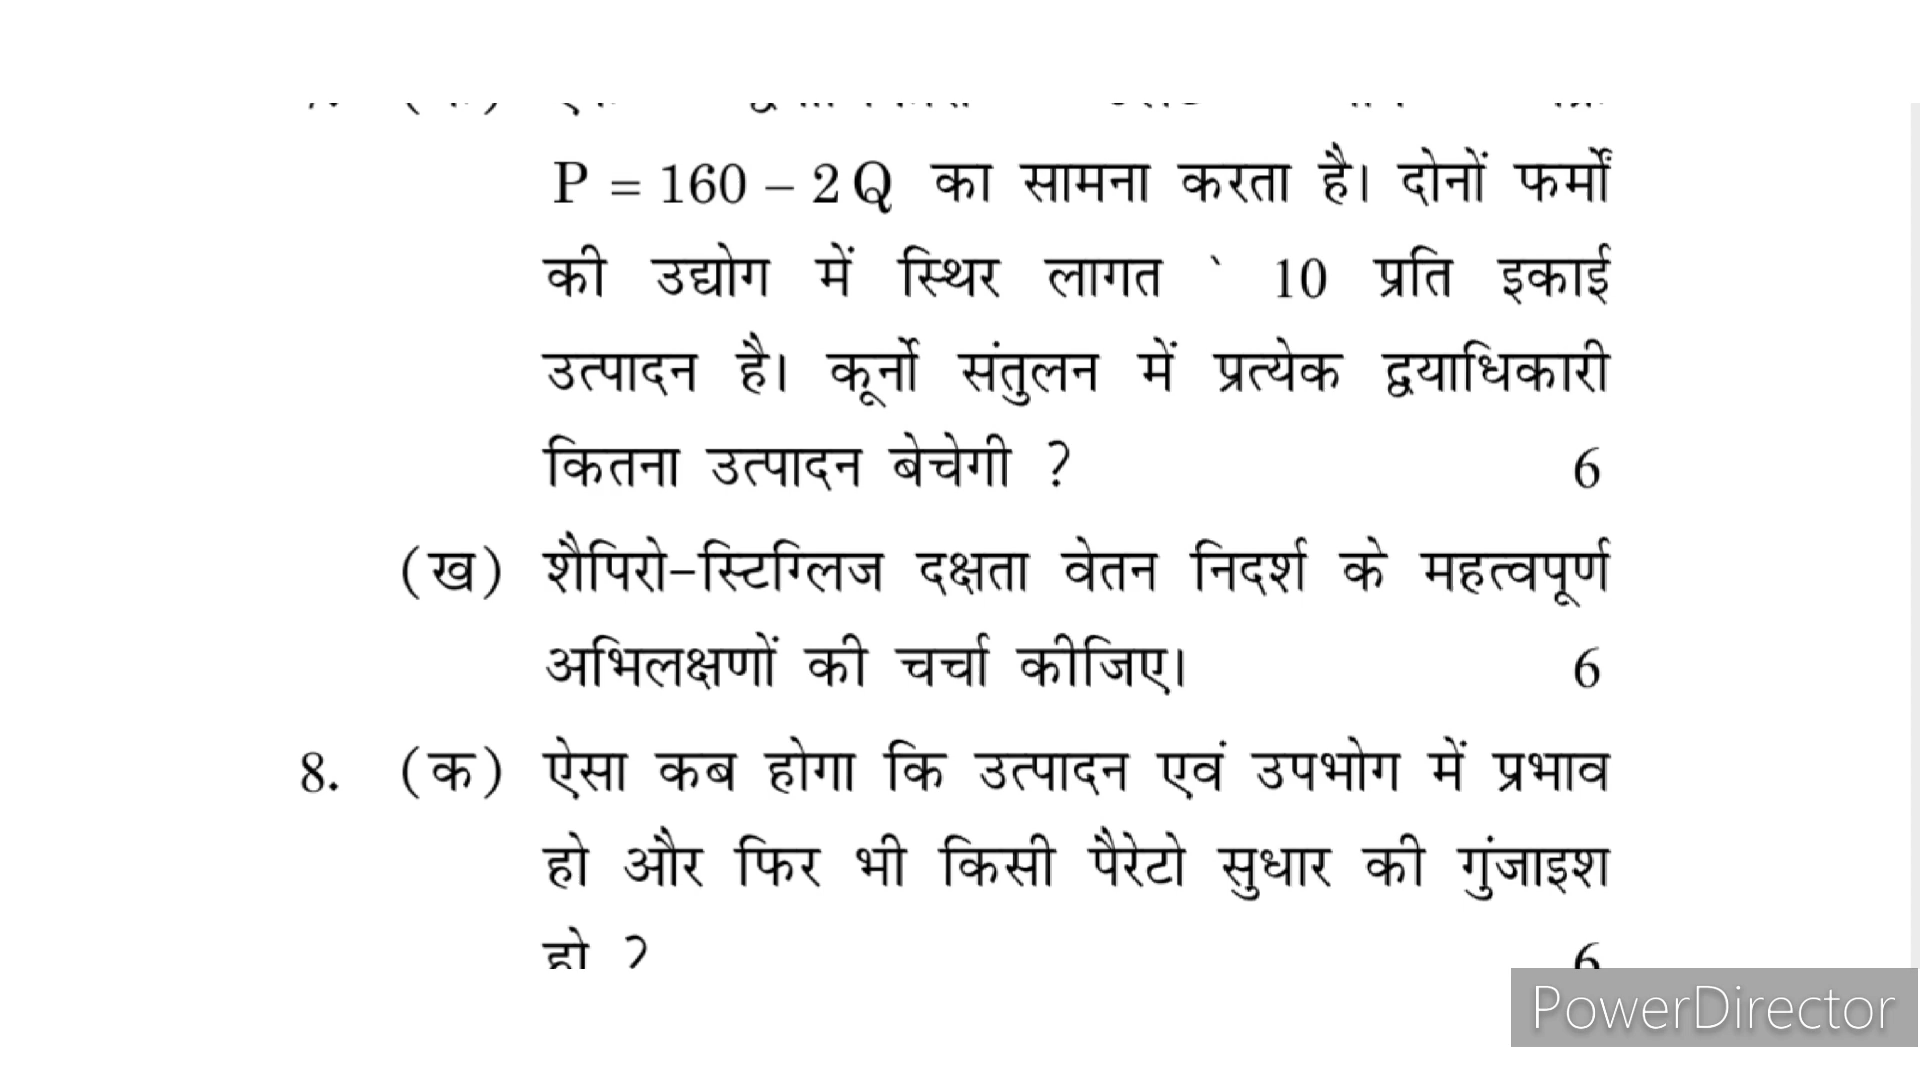 P = 160 – 2 Q का सामना करता है। दोनों फर्मों
की उद्योग में स्थिर लागत ` 10 प्रति इकाई
उत्पादन है। कूर्नो संतुलन में प्रत्येक द्वयाधिकारी
कितना उत्पादन बेचेगी ? 6
(ख) शैपिरो-स्टिग्लिज दक्षता वेतन निदर्श के महत्वपूर्ण
अभिलक्षणों की चर्चा कीजिए। 6
8. (क) ऐसा कब होगा कि उत्पादन एवं उपभोग में प्रभाव
हो और फिर भी किसी पैरेटो सुधार की गुंजाइश
हो ? 6
PowerDirector